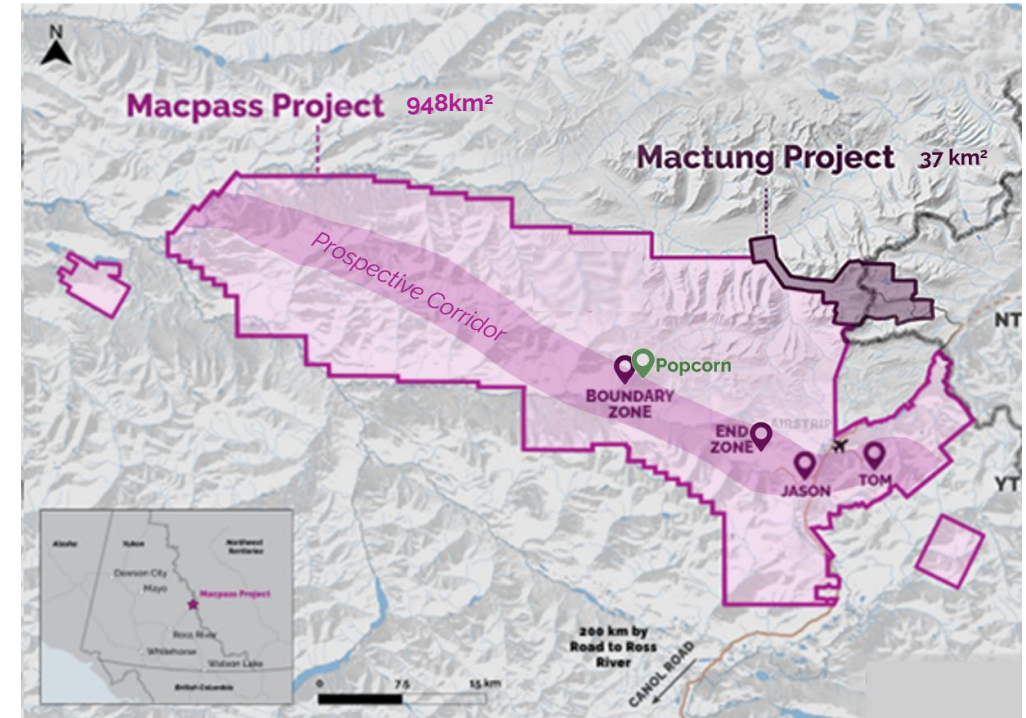 N
Macpass Project 948km²
Mactung Project 37 km²
Prospective Corridor
NT
Popcorn
BOUNDARY
ZONE
AIRSTRIP
END
ZONE
JASON
TOM
YT
Alaska
Yukon
Northwest
Territories
Dawson City
Mayo
Macpass Project
Ross River
Whitehorse
Watson Lake
British Columbia
200 km by
Road to Ross
River
CANOL ROAD
0 7.5 15 km